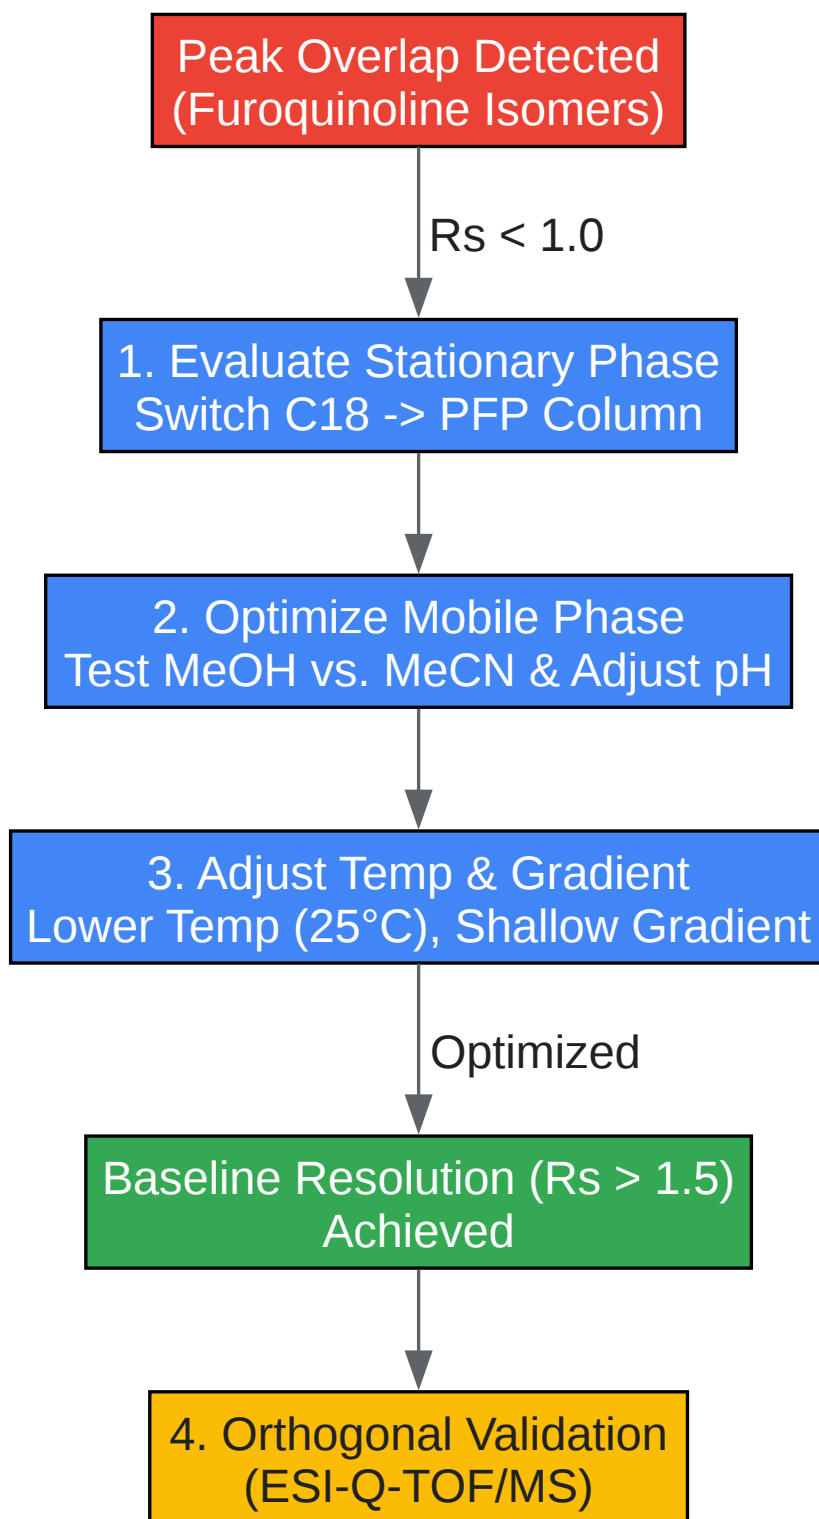 Peak Overlap Detected
(Furoquinoline Isomers)
Rs < 1.0
1. Evaluate Stationary Phase
Switch C18 -> PFP Column
2. Optimize Mobile Phase
Test MeOH vs. MeCN & Adjust pH
3. Adjust Temp & Gradient
Lower Temp (25°C), Shallow Gradient
Optimized
Baseline Resolution (Rs > 1.5)
Achieved
4. Orthogonal Validation
(ESI-Q-TOF/MS)